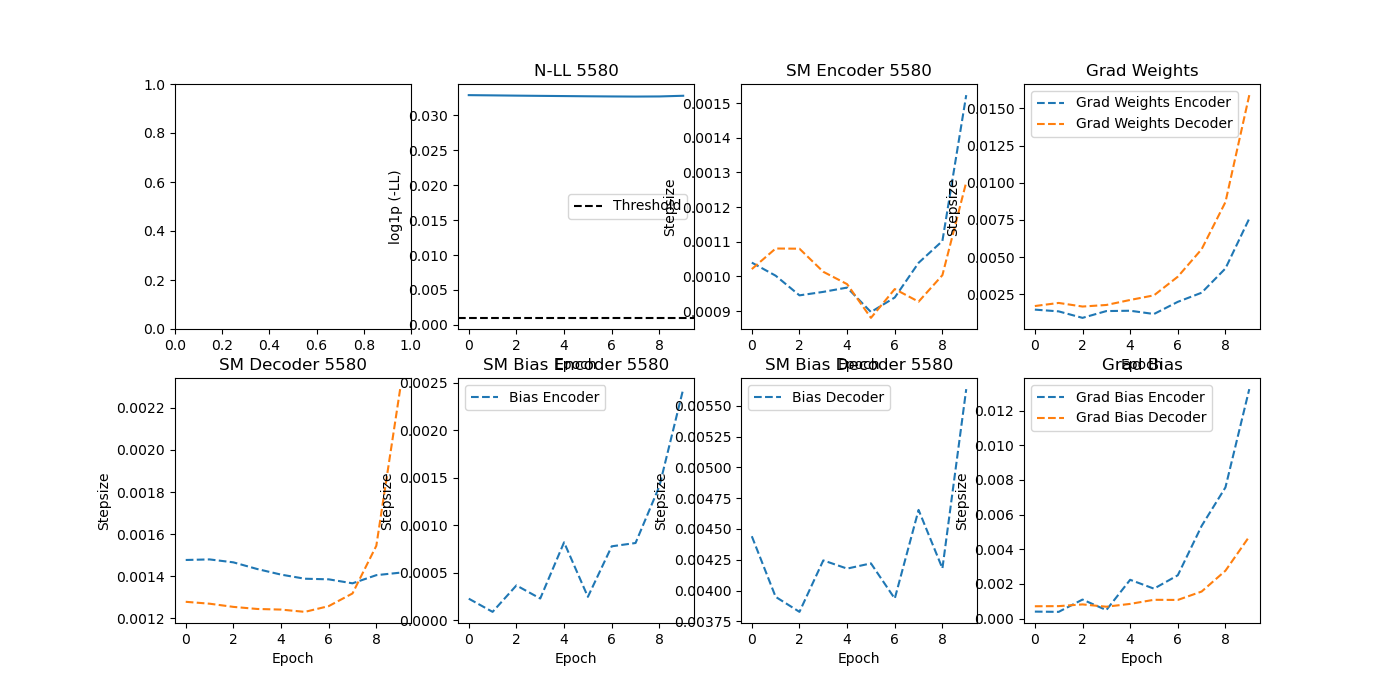 N-LL 5580
SM Encoder 5580
Grad Weights
1.0
0.8
0.6
0.4
0.2
0.0
0.0 0.2 0.4 0.6 0.8 1.0
log1p (-LL)
0.030
0.025
0.020
0.015
0.010
0.005
0.000
Threshold
0 2 4 6 8
Epoch
Stepsize
0.0015
0.0014
0.0013
0.0012
0.0011
0.0010
0.0009
0 2 4 6 8
Epoch
Stepsize
0.0150
0.0125
0.0100
0.0075
0.0050
0.0025
Grad Weights Encoder
Grad Weights Decoder
0 2 4 6 8
Epoch
SM Decoder 5580
SM Bias Encoder 5580
SM Bias Decoder 5580
Grad Bias
Stepsize
0.0022
0.0020
0.0018
0.0016
0.0014
0.0012
0 2 4 6 8
Epoch
Stepsize
0.0025
0.0020
0.0015
0.0010
0.0005
0.0000
Bias Encoder
0 2 4 6 8
Epoch
Stepsize
0.00550
0.00525
0.00500
0.00475
0.00450
0.00425
0.00400
0.00375
Bias Decoder
0 2 4 6 8
Epoch
Stepsize
0.012
0.010
0.008
0.006
0.004
0.002
0.000
Grad Bias Encoder
Grad Bias Decoder
0 2 4 6 8
Epoch